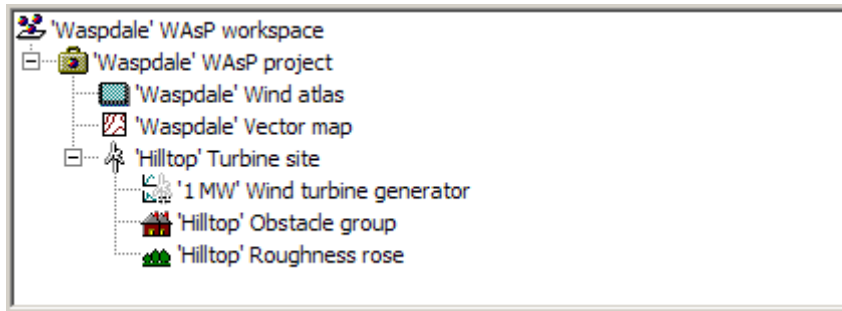 'Waspdale' WAsP workspace
'Waspdale' WAsP project
'Waspdale' Wind atlas
'Waspdale' Vector map
'Hilltop' Turbine site
'1 MW' Wind turbine generator
'Hilltop' Obstacle group
'Hilltop' Roughness rose